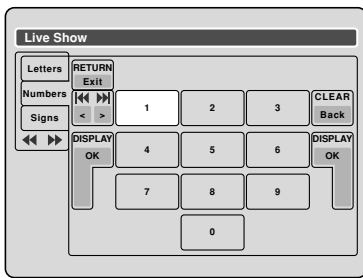 Live Show
Letters
RETURN
Exit
Numbers
< >
1
2
3
CLEAR
Back
Signs
DISPLAY
OK
4
5
6
DISPLAY
OK
7
8
9
0